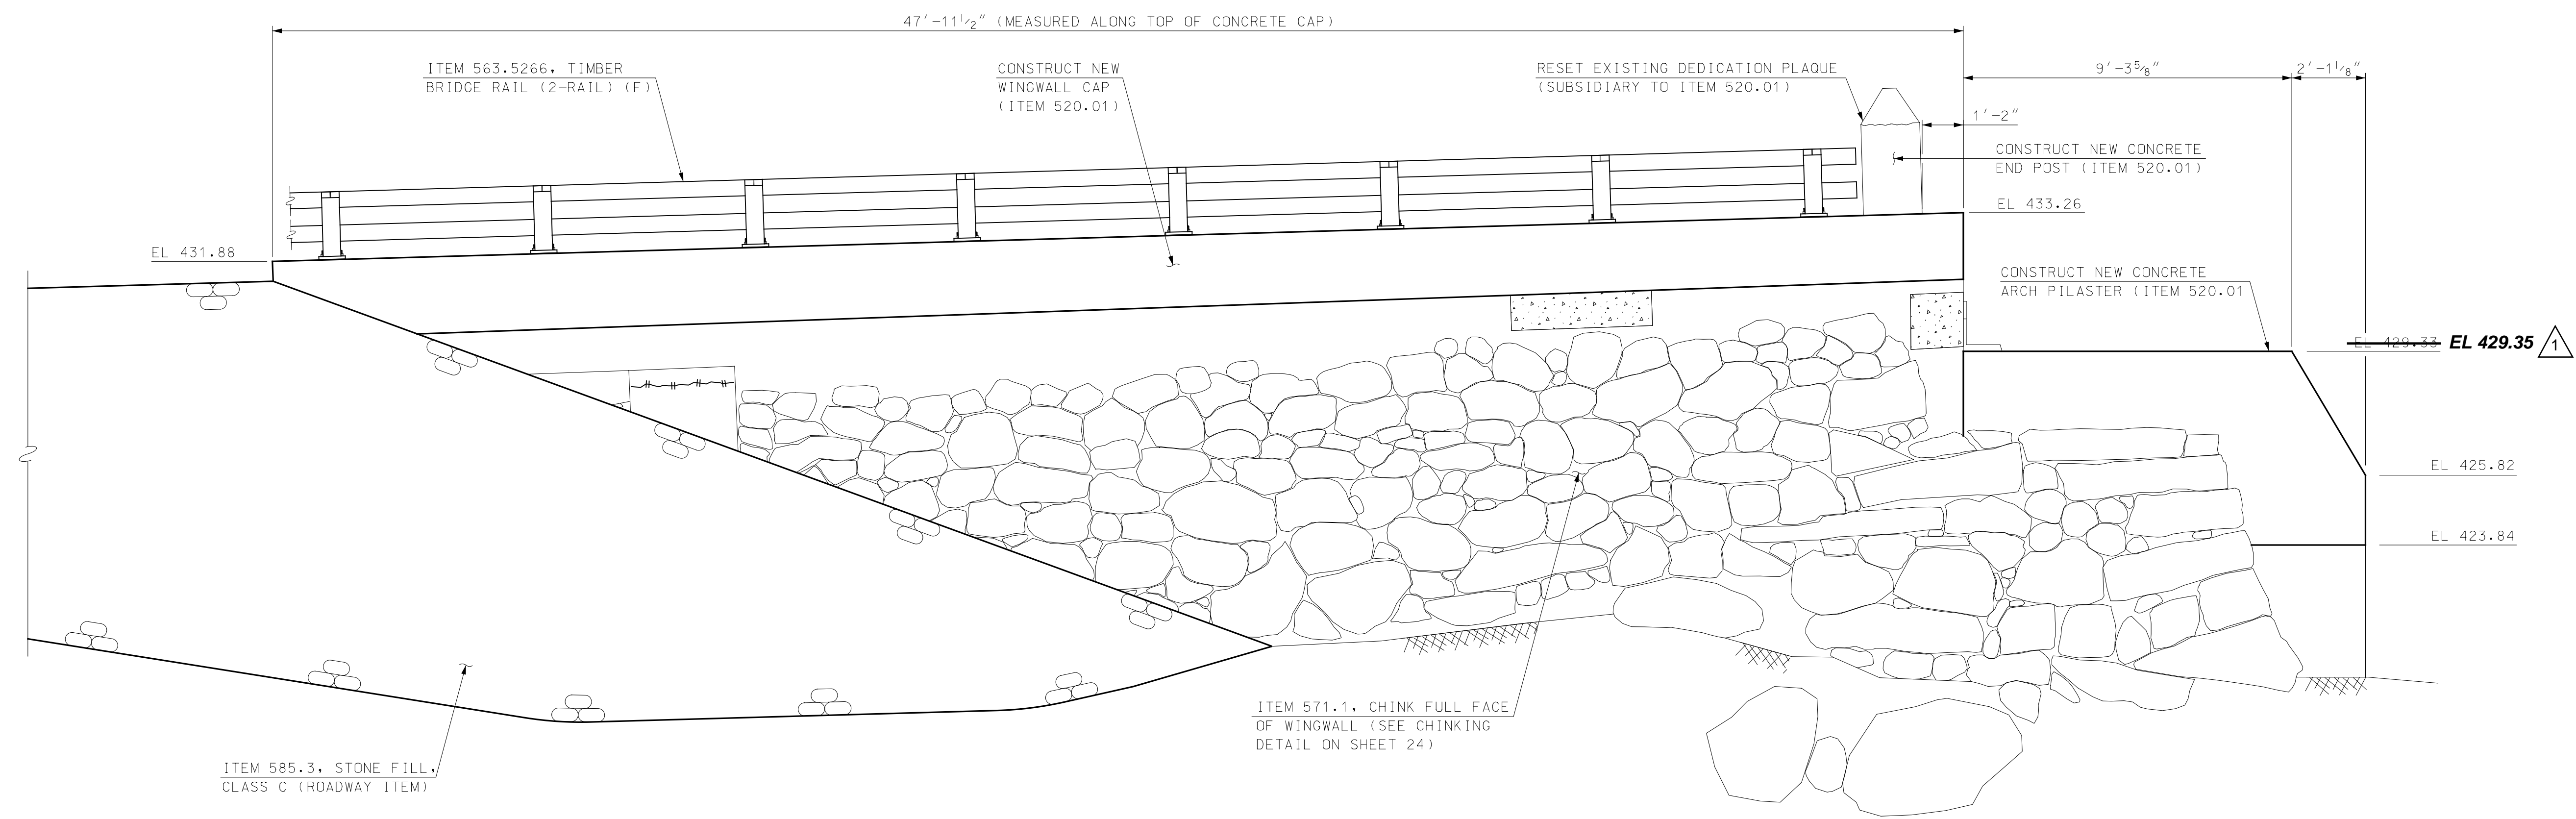 47'-11 1/2" (MEASURED ALONG TOP OF CONCRETE CAP)
ITEM 563.5266, TIMBER
BRIDGE RAIL (2-RAIL) (F)
CONSTRUCT NEW
WINGWALL CAP
(ITEM 520.01)
RESET EXISTING DEDICATION PLAQUE
(SUBSIDIARY TO ITEM 520.01)
9'-3 5/8"
2'-1 1/8"
1'-2"
CONSTRUCT NEW CONCRETE
END POST (ITEM 520.01)
EL 433.26
EL 431.88
CONSTRUCT NEW CONCRETE
ARCH PILASTER (ITEM 520.01
EL 429.33 EL 429.35 1
EL 425.82
EL 423.84
ITEM 571.1, CHINK FULL FACE
OF WINGWALL (SEE CHINKING
DETAIL ON SHEET 24)
ITEM 585.3, STONE FILL,
CLASS C (ROADWAY ITEM)